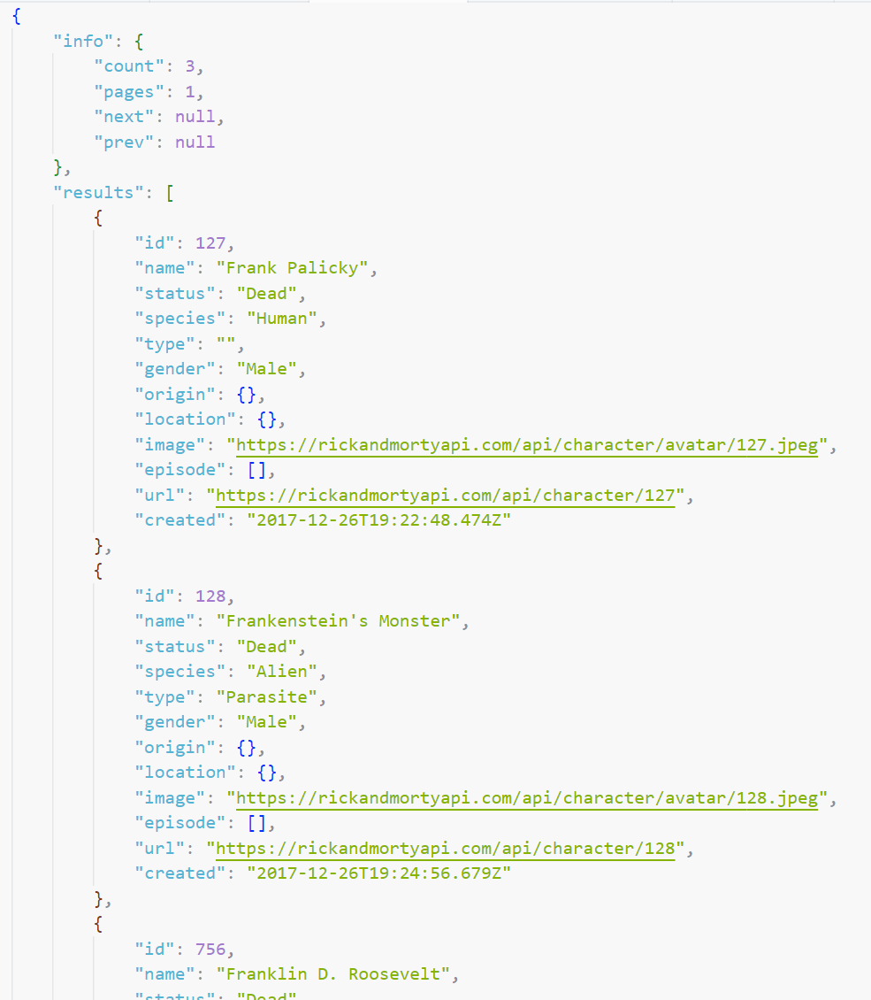 {
    "info": {
        "count": 3,
        "pages": 1,
        "next": null,
        "prev": null
    },
    "results": [
        {
            "id": 127,
            "name": "Frank Palicky",
            "status": "Dead",
            "species": "Human",
            "type": "",
            "gender": "Male",
            "origin": {},
            "location": {},
            "image": "https://rickandmortyapi.com/api/character/avatar/127.jpeg",
            "episode": [],
            "url": "https://rickandmortyapi.com/api/character/127",
            "created": "2017-12-26T19:22:48.474Z"
        },
        {
            "id": 128,
            "name": "Frankenstein's Monster",
            "status": "Dead",
            "species": "Alien",
            "type": "Parasite",
            "gender": "Male",
            "origin": {},
            "location": {},
            "image": "https://rickandmortyapi.com/api/character/avatar/128.jpeg",
            "episode": [],
            "url": "https://rickandmortyapi.com/api/character/128",
            "created": "2017-12-26T19:24:56.679Z"
        },
        {
            "id": 756,
            "name": "Franklin D. Roosevelt",
            "status": "Dead"